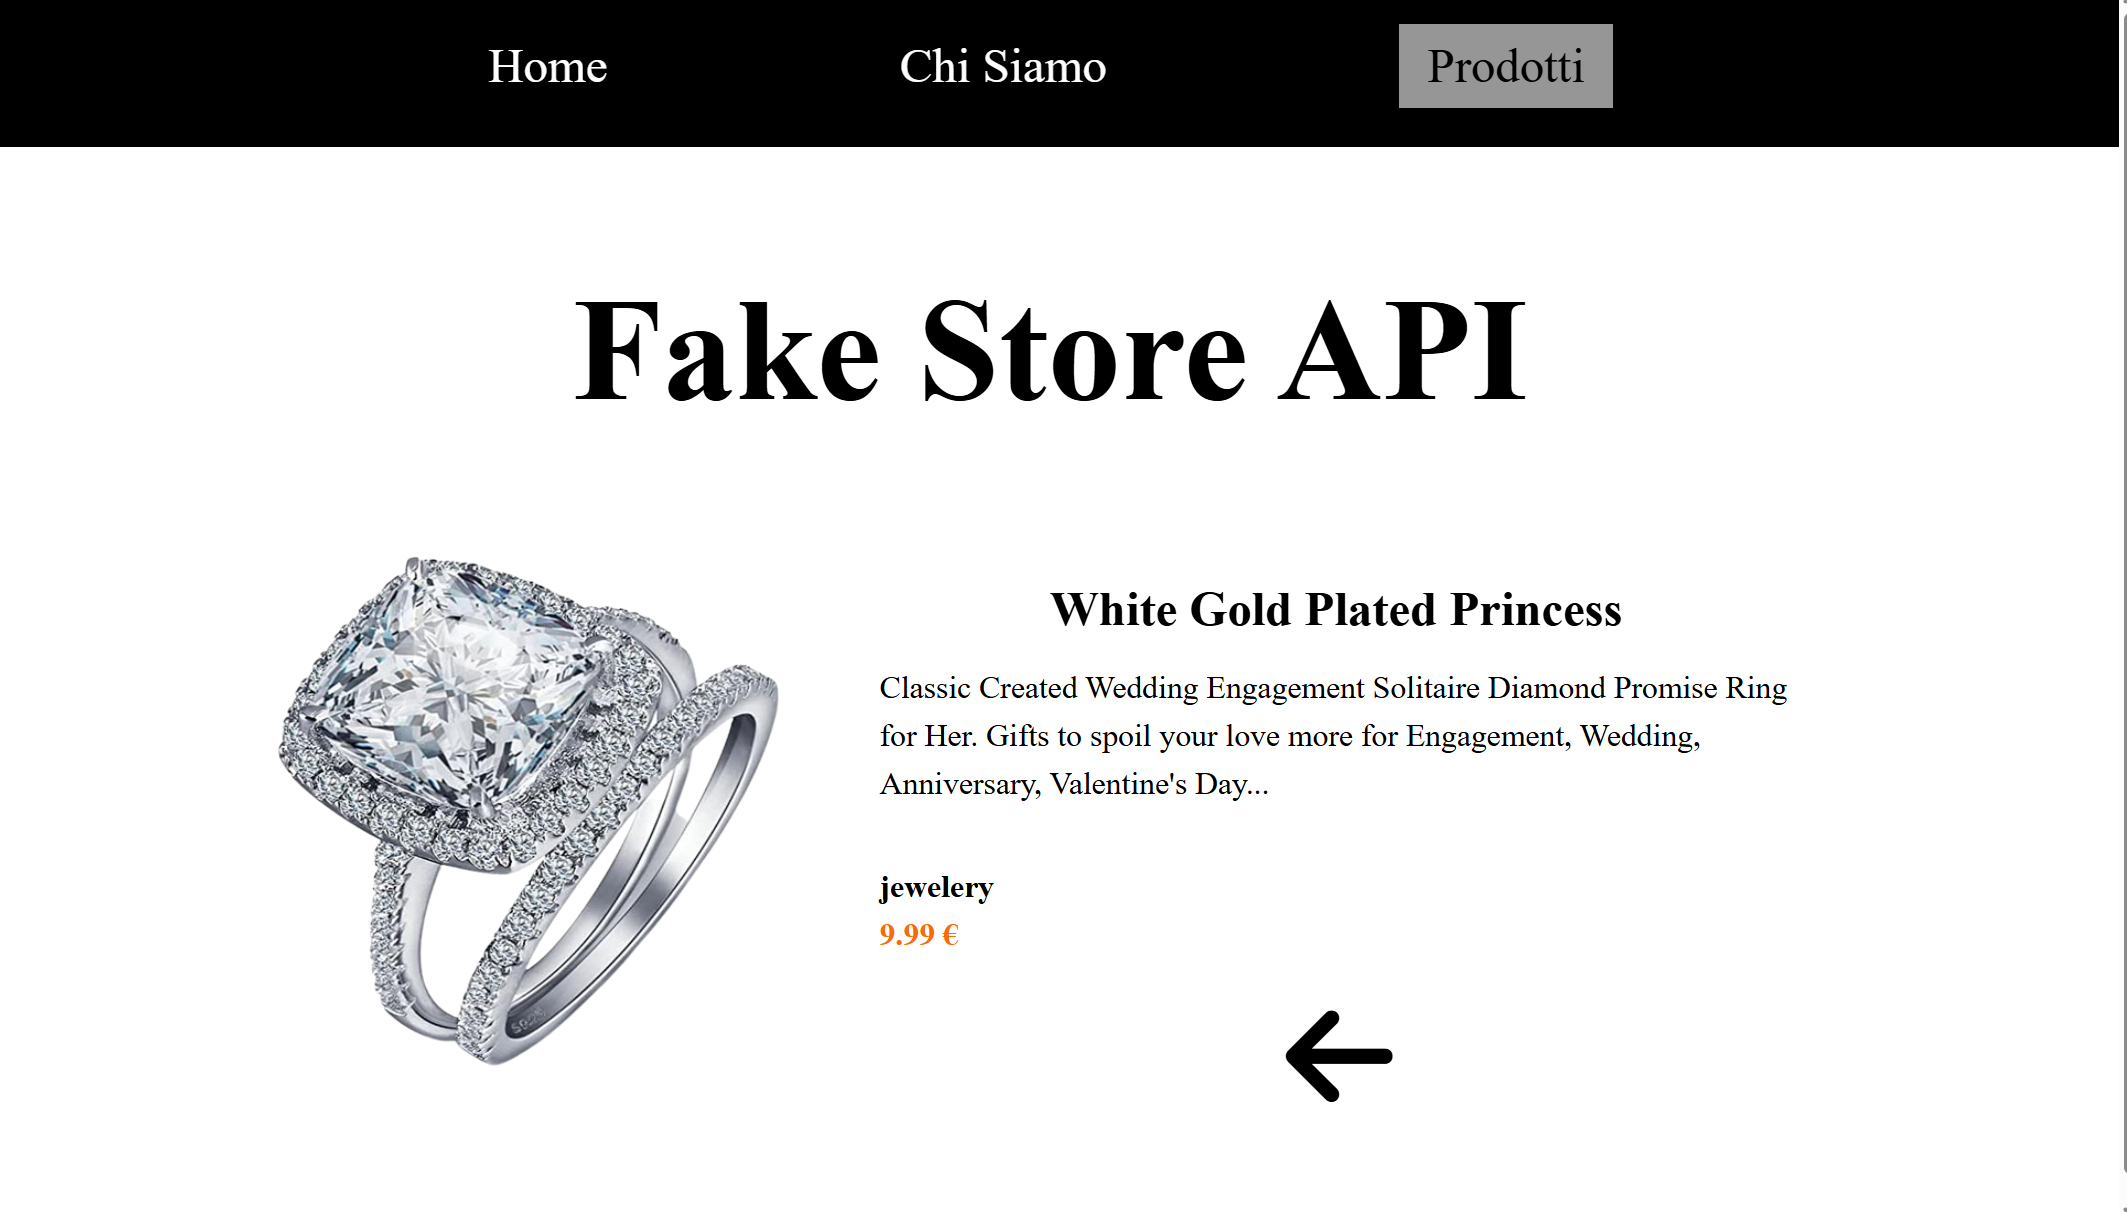 Home
Chi Siamo
Prodotti
Fake Store API
White Gold Plated Princess
Classic Created Wedding Engagement Solitaire Diamond Promise Ring
for Her. Gifts to spoil your love more for Engagement, Wedding,
Anniversary, Valentine's Day...
jewelery
9.99 €